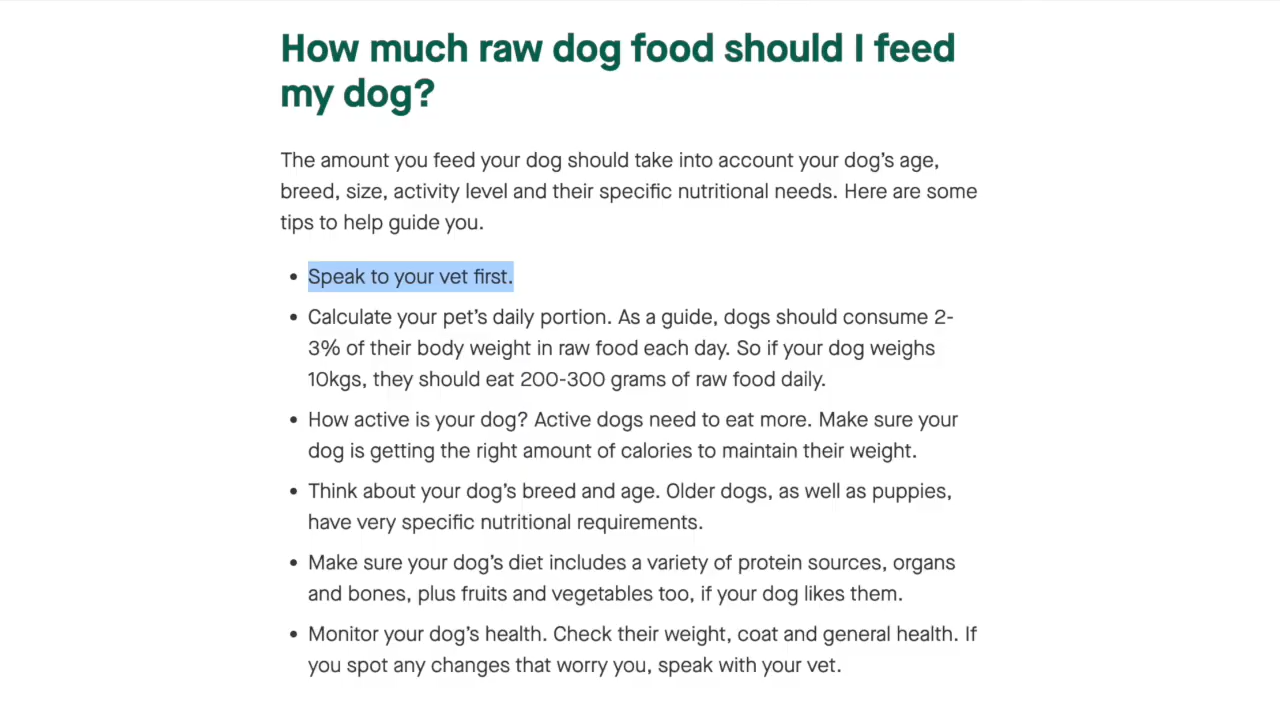 How much raw dog food should I feed
my dog?
The amount you feed your dog should take into account your dog's age,
breed, size, activity level and their specific nutritional needs. Here are some
tips to help guide you.
• Speak to your vet first.
• Calculate your pet's daily portion. As a guide, dogs should consume 2-
3% of their body weight in raw food each day. So if your dog weighs
10kgs, they should eat 200-300 grams of raw food daily.
• How active is your dog? Active dogs need to eat more. Make sure your
dog is getting the right amount of calories to maintain their weight.
• Think about your dog's breed and age. Older dogs, as well as puppies,
have very specific nutritional requirements.
• Make sure your dog's diet includes a variety of protein sources, organs
and bones, plus fruits and vegetables too, if your dog likes them.
• Monitor your dog's health. Check their weight, coat and general health. If
you spot any changes that worry you, speak with your vet.